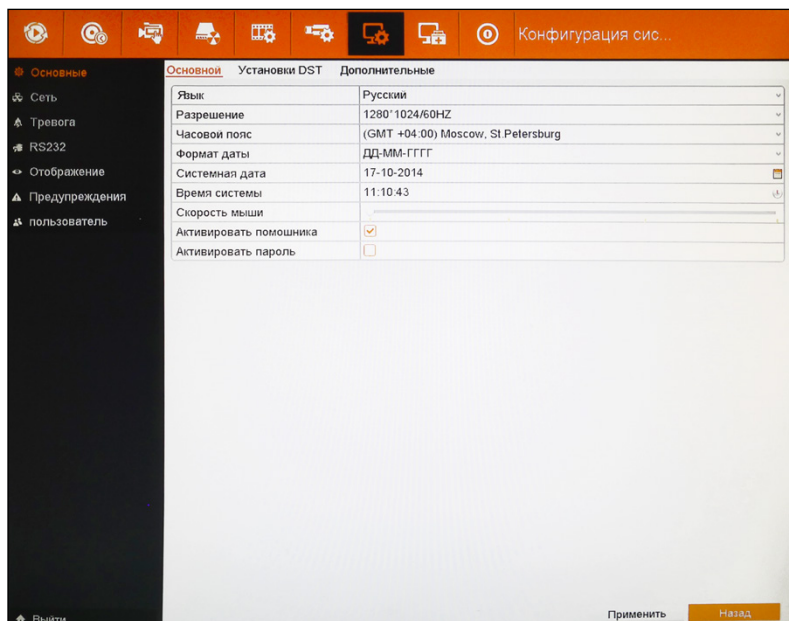 Конфигурация сис...
Основные
Сеть
Тревога
RS232
Отображение
Предупреждения
пользователь
Выйти
Основной Установки DST Дополнительные
Язык Русский
Разрешение 1280*1024/60HZ
Часовой пояс (GMT +04:00) Moscow, St.Petersburg
Формат даты ДД-ММ-ГГГГ
Системная дата 17-10-2014
Время системы 11:10:43
Скорость мыши
Активировать помошника
Активировать пароль
Применить Назад